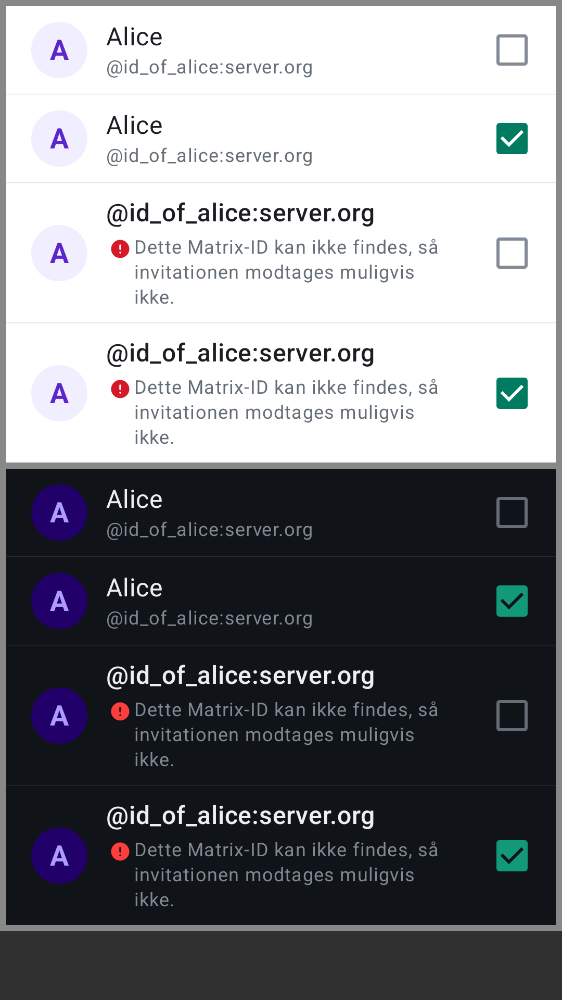 A
Alice
@id_of_alice:server.org
A
Alice
@id_of_alice:server.org
A
@id_of_alice:server.org
Dette Matrix-ID kan ikke findes, så
invitationen modtages muligvis
ikke.
A
@id_of_alice:server.org
Dette Matrix-ID kan ikke findes, så
invitationen modtages muligvis
ikke.
A
Alice
@id_of_alice:server.org
A
Alice
@id_of_alice:server.org
A
@id_of_alice:server.org
Dette Matrix-ID kan ikke findes, så
invitationen modtages muligvis
ikke.
A
@id_of_alice:server.org
Dette Matrix-ID kan ikke findes, så
invitationen modtages muligvis
ikke.